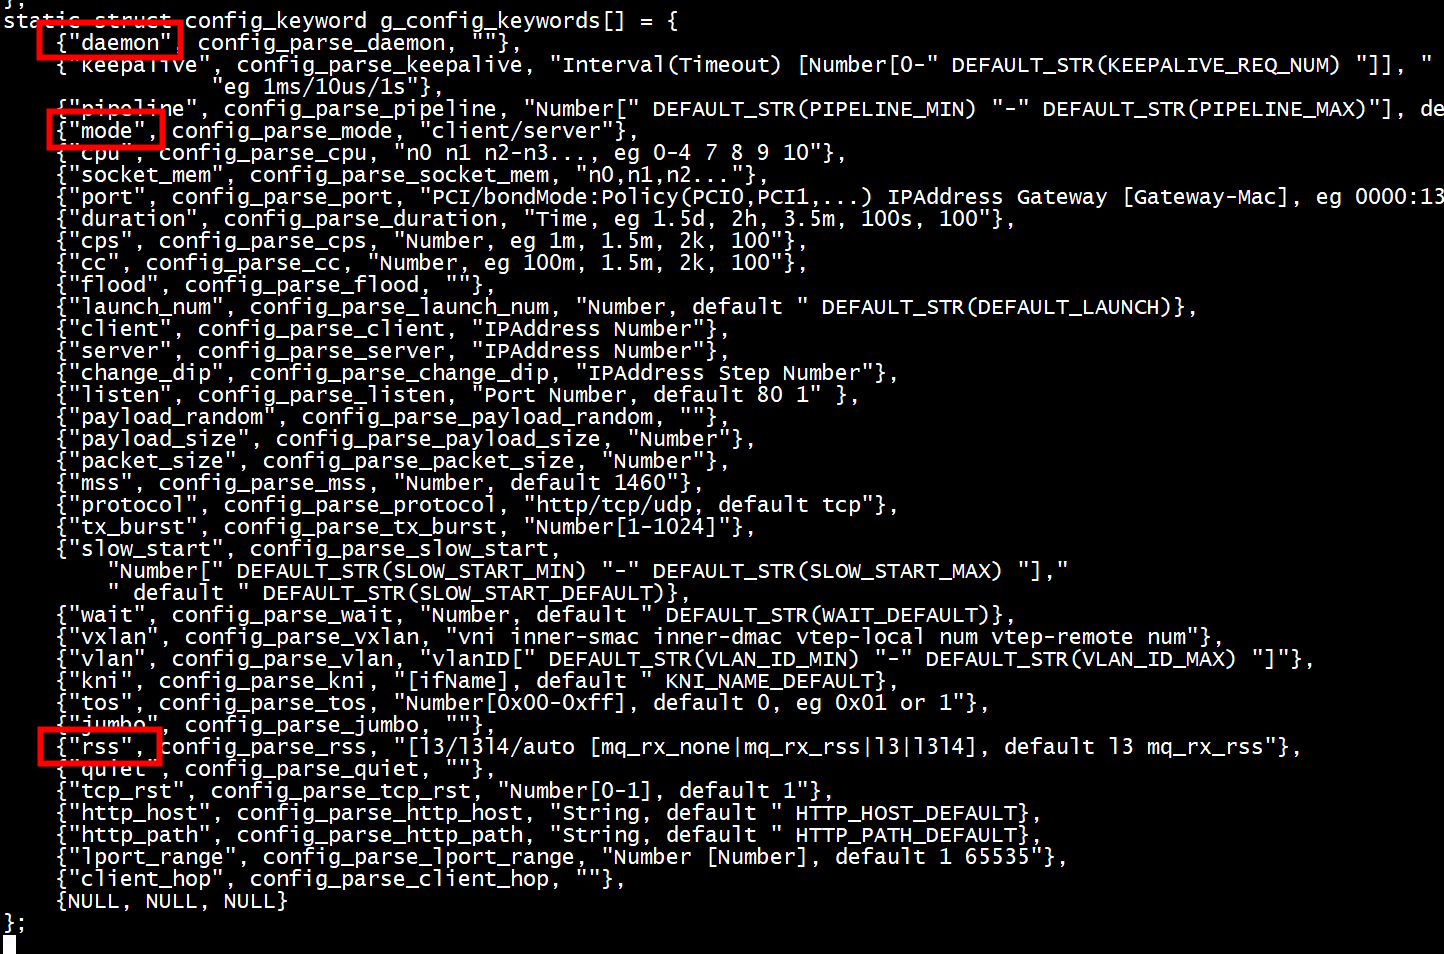 };
static struct config_keyword g_config_keywords[] = {
    {"daemon", config_parse_daemon, ""},
    {"keepalive", config_parse_keepalive, "Interval(Timeout) [Number[0-" DEFAULT_STR(KEEPALIVE_REQ_NUM) "]], "
                "eg 1ms/10us/1s"},
    {"pipeline", config_parse_pipeline, "Number[" DEFAULT_STR(PIPELINE_MIN) "-" DEFAULT_STR(PIPELINE_MAX)"], de
    {"mode", config_parse_mode, "client/server"},
    {"cpu", config_parse_cpu, "n0 n1 n2-n3..., eg 0-4 7 8 9 10"},
    {"socket_mem", config_parse_socket_mem, "n0,n1,n2..."},
    {"port", config_parse_port, "PCI/bondMode:Policy(PCI0,PCI1,...) IPAddress Gateway [Gateway-Mac], eg 0000:13
    {"duration", config_parse_duration, "Time, eg 1.5d, 2h, 3.5m, 100s, 100"},
    {"cps", config_parse_cps, "Number, eg 1m, 1.5m, 2k, 100"},
    {"cc", config_parse_cc, "Number, eg 100m, 1.5m, 2k, 100"},
    {"flood", config_parse_flood, ""},
    {"launch_num", config_parse_launch_num, "Number, default " DEFAULT_STR(DEFAULT_LAUNCH)},
    {"client", config_parse_client, "IPAddress Number"},
    {"server", config_parse_server, "IPAddress Number"},
    {"change_dip", config_parse_change_dip, "IPAddress Step Number"},
    {"listen", config_parse_listen, "Port Number, default 80 1" },
    {"payload_random", config_parse_payload_random, ""},
    {"payload_size", config_parse_payload_size, "Number"},
    {"packet_size", config_parse_packet_size, "Number"},
    {"mss", config_parse_mss, "Number, default 1460"},
    {"protocol", config_parse_protocol, "http/tcp/udp, default tcp"},
    {"tx_burst", config_parse_tx_burst, "Number[1-1024]"},
    {"slow_start", config_parse_slow_start,
        "Number[" DEFAULT_STR(SLOW_START_MIN) "-" DEFAULT_STR(SLOW_START_MAX) "],"
        " default " DEFAULT_STR(SLOW_START_DEFAULT)},
    {"wait", config_parse_wait, "Number, default " DEFAULT_STR(WAIT_DEFAULT)},
    {"vxlan", config_parse_vxlan, "vni inner-smac inner-dmac vtep-local num vtep-remote num"},
    {"vlan", config_parse_vlan, "vlanID[" DEFAULT_STR(VLAN_ID_MIN) "-" DEFAULT_STR(VLAN_ID_MAX) "]"},
    {"kni", config_parse_kni, "[ifName], default " KNI_NAME_DEFAULT},
    {"tos", config_parse_tos, "Number[0x00-0xff], default 0, eg 0x01 or 1"},
    {"jumbo", config_parse_jumbo, ""},
    {"rss", config_parse_rss, "[l3/l3l4/auto [mq_rx_none|mq_rx_rss|l3|l3l4], default l3 mq_rx_rss"},
    {"quiet", config_parse_quiet, ""},
    {"tcp_rst", config_parse_tcp_rst, "Number[0-1], default 1"},
    {"http_host", config_parse_http_host, "String, default " HTTP_HOST_DEFAULT},
    {"http_path", config_parse_http_path, "String, default " HTTP_PATH_DEFAULT},
    {"lport_range", config_parse_lport_range, "Number [Number], default 1 65535"},
    {"client_hop", config_parse_client_hop, ""},
    {NULL, NULL, NULL}
};